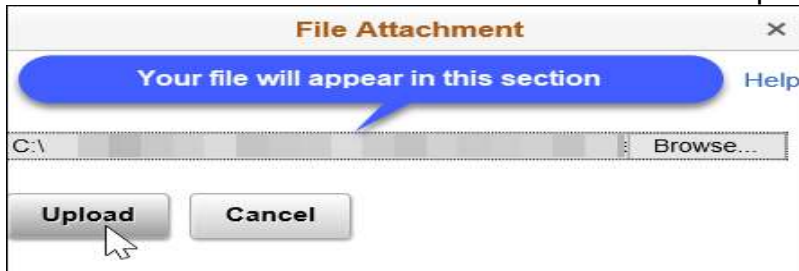 File Attachment ×
Your file will appear in this section
Help
C:\
Browse...
Upload
Cancel